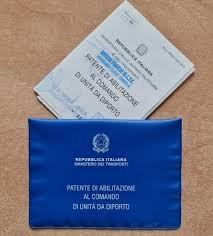 REPUBBLICA ITALIANA
PATENTE DI ABILITAZIONE
AL COMANDO
DI UNITÀ DA DIPORTO
REPUBBLICA ITALIANA
MINISTERO DEI TRASPORTI
PATENTE DI ABILITAZIONE
AL COMANDO
DI UNITÀ DA DIPORTO